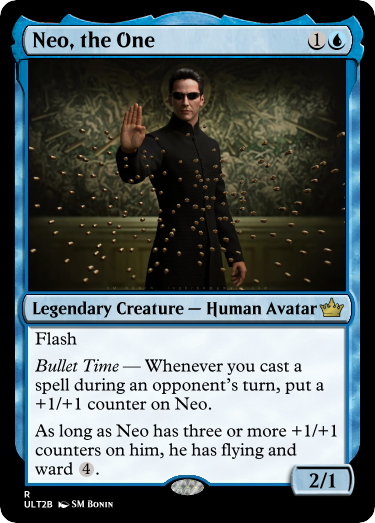 Neo, the One 1
Legendary Creature — Human Avatar
Flash
Bullet Time — Whenever you cast a
spell during an opponent's turn, put a
+1/+1 counter on Neo.
As long as Neo has three or more +1/+1
counters on him, he has flying and
ward 4.
2/1
R
ULT2B SM Bonin